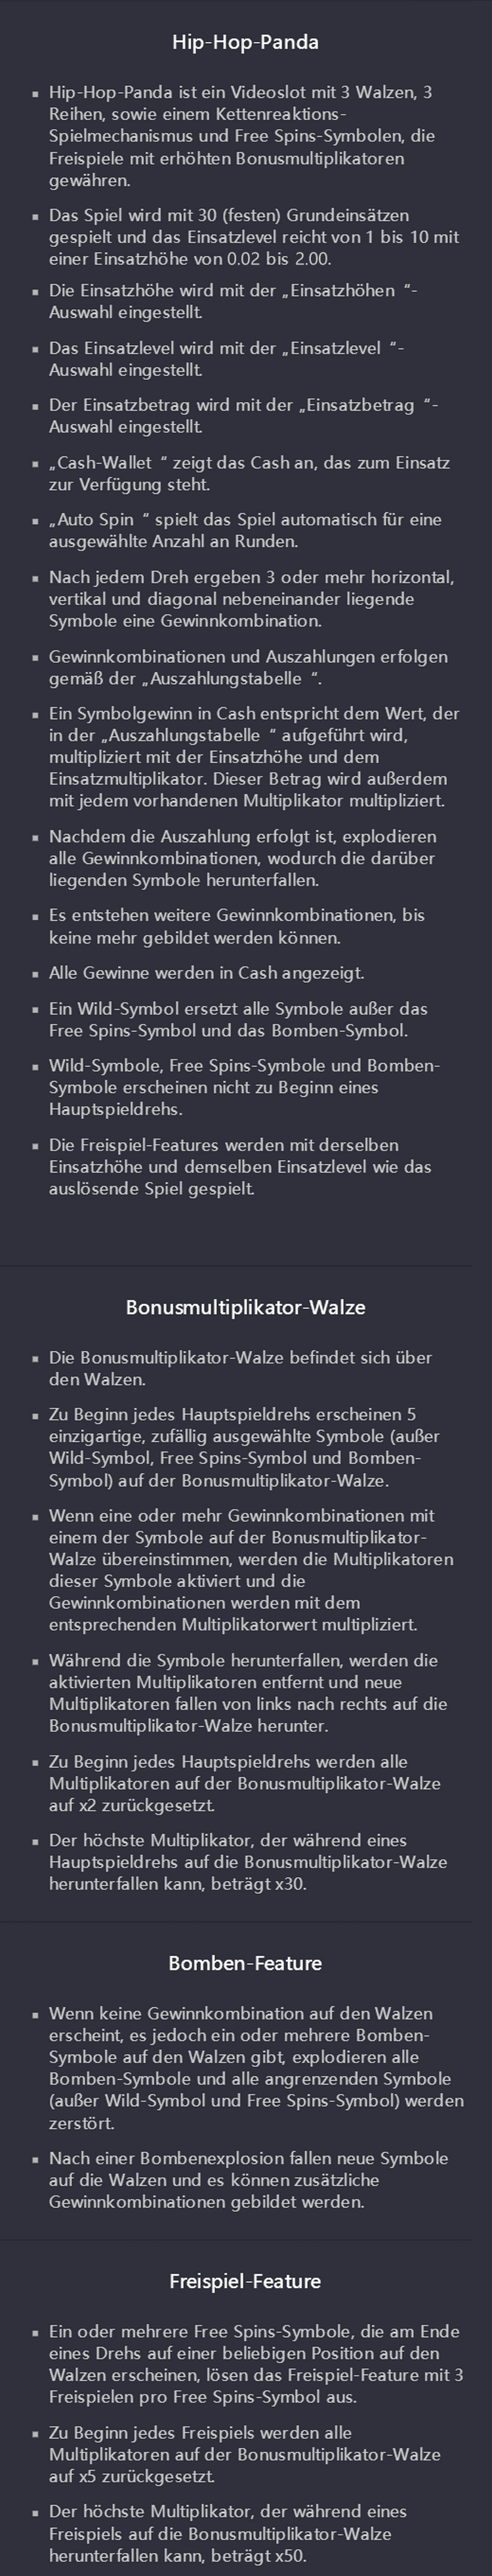 Hip-Hop-Panda
▪ Hip-Hop-Panda ist ein Videoslot mit 3 Walzen, 3
Reihen, sowie einem Kettenreaktions-
Spielmechanismus und Free Spins-Symbolen, die
Freispiele mit erhöhten Bonusmultiplikatoren
gewähren.
▪ Das Spiel wird mit 30 (festen) Grundeinsätzen
gespielt und das Einsatzlevel reicht von 1 bis 10 mit
einer Einsatzhöhe von 0.02 bis 2.00.
▪ Die Einsatzhöhe wird mit der „Einsatzhöhen “-
Auswahl eingestellt.
▪ Das Einsatzlevel wird mit der „Einsatzlevel “-
Auswahl eingestellt.
▪ Der Einsatzbetrag wird mit der „Einsatzbetrag “-
Auswahl eingestellt.
▪ „Cash-Wallet “ zeigt das Cash an, das zum Einsatz
zur Verfügung steht.
▪ „Auto Spin “ spielt das Spiel automatisch für eine
ausgewählte Anzahl an Runden.
▪ Nach jedem Dreh ergeben 3 oder mehr horizontal,
vertikal und diagonal nebeneinander liegende
Symbole eine Gewinnkombination.
▪ Gewinnkombinationen und Auszahlungen erfolgen
gemäß der „Auszahlungstabelle “.
▪ Ein Symbolgewinn in Cash entspricht dem Wert, der
in der „Auszahlungstabelle “ aufgeführt wird,
multipliziert mit der Einsatzhöhe und dem
Einsatzmultiplikator. Dieser Betrag wird außerdem
mit jedem vorhandenen Multiplikator multipliziert.
▪ Nachdem die Auszahlung erfolgt ist, explodieren
alle Gewinnkombinationen, wodurch die darüber
liegenden Symbole herunterfallen.
▪ Es entstehen weitere Gewinnkombinationen, bis
keine mehr gebildet werden können.
▪ Alle Gewinne werden in Cash angezeigt.
▪ Ein Wild-Symbol ersetzt alle Symbole außer das
Free Spins-Symbol und das Bomben-Symbol.
▪ Wild-Symbole, Free Spins-Symbole und Bomben-
Symbole erscheinen nicht zu Beginn eines
Hauptspieldrehs.
▪ Die Freispiel-Features werden mit derselben
Einsatzhöhe und demselben Einsatzlevel wie das
auslösende Spiel gespielt.
Bonusmultiplikator-Walze
▪ Die Bonusmultiplikator-Walze befindet sich über
den Walzen.
▪ Zu Beginn jedes Hauptspieldrehs erscheinen 5
einzigartige, zufällig ausgewählte Symbole (außer
Wild-Symbol, Free Spins-Symbol und Bomben-
Symbol) auf der Bonusmultiplikator-Walze.
▪ Wenn eine oder mehr Gewinnkombinationen mit
einem der Symbole auf der Bonusmultiplikator-
Walze übereinstimmen, werden die Multiplikatoren
dieser Symbole aktiviert und die
Gewinnkombinationen werden mit dem
entsprechenden Multiplikatorwert multipliziert.
▪ Während die Symbole herunterfallen, werden die
aktivierten Multiplikatoren entfernt und neue
Multiplikatoren fallen von links nach rechts auf die
Bonusmultiplikator-Walze herunter.
▪ Zu Beginn jedes Hauptspieldrehs werden alle
Multiplikatoren auf der Bonusmultiplikator-Walze
auf x2 zurückgesetzt.
▪ Der höchste Multiplikator, der während eines
Hauptspieldrehs auf die Bonusmultiplikator-Walze
herunterfallen kann, beträgt x30.
Bomben-Feature
▪ Wenn keine Gewinnkombination auf den Walzen
erscheint, es jedoch ein oder mehrere Bomben-
Symbole auf den Walzen gibt, explodieren alle
Bomben-Symbole und alle angrenzenden Symbole
(außer Wild-Symbol und Free Spins-Symbol) werden
zerstört.
▪ Nach einer Bombenexplosion fallen neue Symbole
auf die Walzen und es können zusätzliche
Gewinnkombinationen gebildet werden.
Freispiel-Feature
▪ Ein oder mehrere Free Spins-Symbole, die am Ende
eines Drehs auf einer beliebigen Position auf den
Walzen erscheinen, lösen das Freispiel-Feature mit 3
Freispielen pro Free Spins-Symbol aus.
▪ Zu Beginn jedes Freispiels werden alle
Multiplikatoren auf der Bonusmultiplikator-Walze
auf x5 zurückgesetzt.
▪ Der höchste Multiplikator, der während eines
Freispiels auf die Bonusmultiplikator-Walze
herunterfallen kann, beträgt x50.